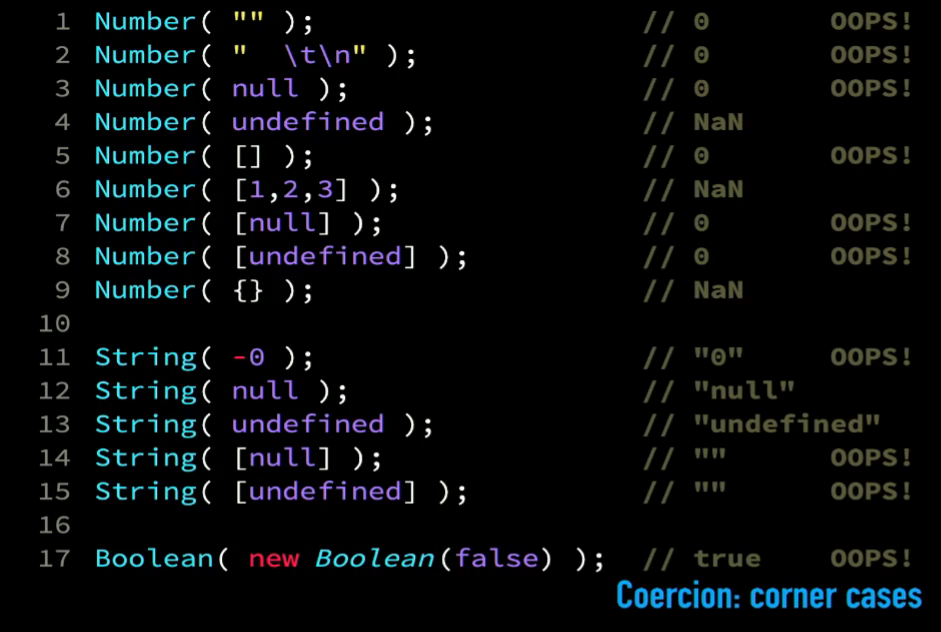 1 Number( "" ); // 0 OOPS!
2 Number( "  \t\n" ); // 0 OOPS!
3 Number( null ); // 0 OOPS!
4 Number( undefined ); // NaN
5 Number( [] ); // 0 OOPS!
6 Number( [1,2,3] ); // NaN
7 Number( [null] ); // 0 OOPS!
8 Number( [undefined] ); // 0 OOPS!
9 Number( {} ); // NaN
10
11 String( -0 ); // "0" OOPS!
12 String( null ); // "null"
13 String( undefined ); // "undefined"
14 String( [null] ); // "" OOPS!
15 String( [undefined] ); // "" OOPS!
16
17 Boolean( new Boolean(false) ); // true OOPS!
Coercion: corner cases